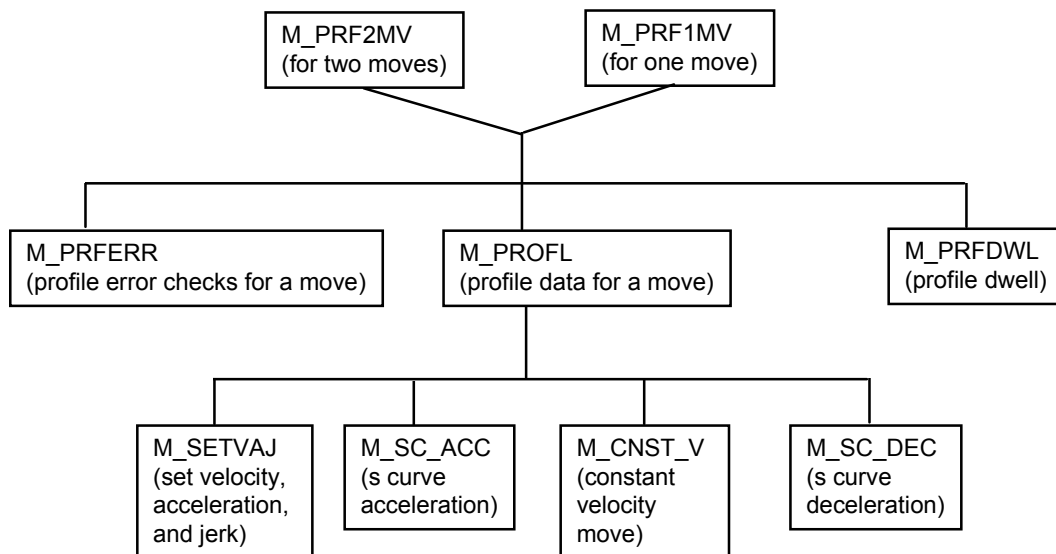 M_PRF2MV
(for two moves)
M_PRF1MV
(for one move)
M_PRFERR
(profile error checks for a move)
M_PROFL
(profile data for a move)
M_PRFDWL
(profile dwell)
M_SETVAJ
(set velocity,
acceleration,
and jerk)
M_SC_ACC
(s curve
acceleration)
M_CNST_V
(constant
velocity
move)
M_SC_DEC
(s curve
deceleration)